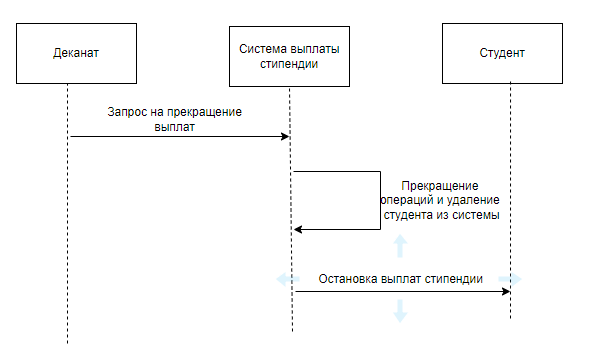 Деканат
Система выплаты
стипендии
Студент
Запрос на прекращение
выплат
Прекращение
операций и удаление
студента из системы
Остановка выплат стипендии